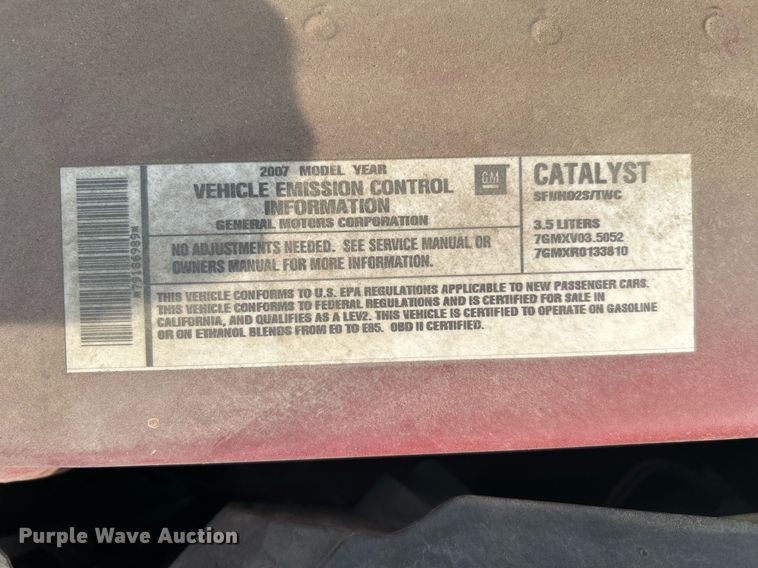 2007 MODEL YEAR
VEHICLE EMISSION CONTROL
INFORMATION
GENERAL MOTORS CORPORATION
GM
NO ADJUSTMENTS NEEDED. SEE SERVICE MANUAL OR
OWNERS MANUAL FOR MORE INFORMATION.
CATALYST
SFI/HO2S/TWC
3.5 LITERS
7GMXV03.5052
7GMXR0133810
THIS VEHICLE CONFORMS TO U.S. EPA REGULATIONS APPLICABLE TO NEW PASSENGER CARS.
THIS VEHICLE CONFORMS TO FEDERAL REGULATIONS AND IS CERTIFIED FOR SALE IN
CALIFORNIA, AND QUALIFIES AS A LEV2. THIS VEHICLE IS CERTIFIED TO OPERATE ON GASOLINE
OR ON ETHANOL BLENDS FROM E0 TO E85. OBD II CERTIFIED.
Purple Wave Auction